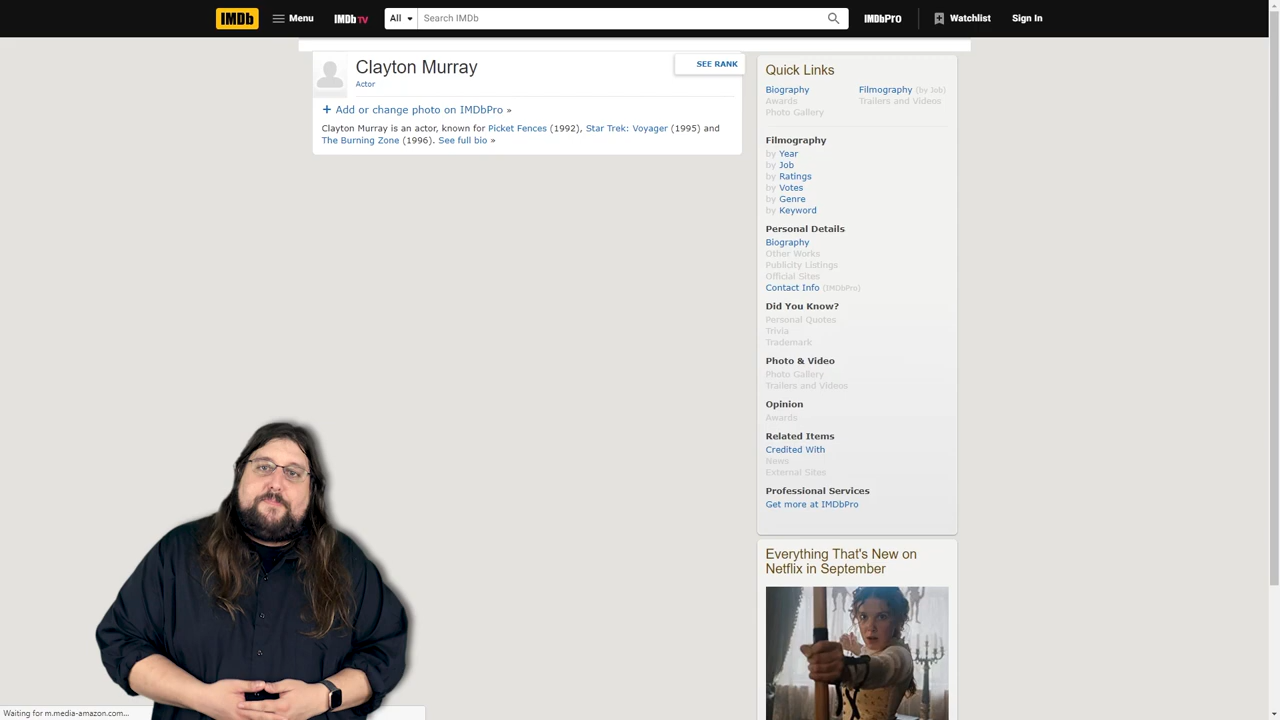 IMDb Menu IMDbTV All Search IMDb IMDbPro Watchlist Sign In
Clayton Murray
SEE RANK
Actor
+ Add or change photo on IMDbPro »
Clayton Murray is an actor, known for Picket Fences (1992), Star Trek: Voyager (1995) and
The Burning Zone (1996). See full bio »
Quick Links
Biography Filmography (by Job)
Awards Trailers and Videos
Photo Gallery
Filmography
by Year
by Job
by Ratings
by Votes
by Genre
by Keyword
Personal Details
Biography
Other Works
Publicity Listings
Official Sites
Contact Info (IMDbPro)
Did You Know?
Personal Quotes
Trivia
Trademark
Photo & Video
Photo Gallery
Trailers and Videos
Opinion
Awards
Related Items
Credited With
News
External Sites
Professional Services
Get more at IMDbPro
Everything That's New on
Netflix in September
Waiting for m.media-amazon.com...